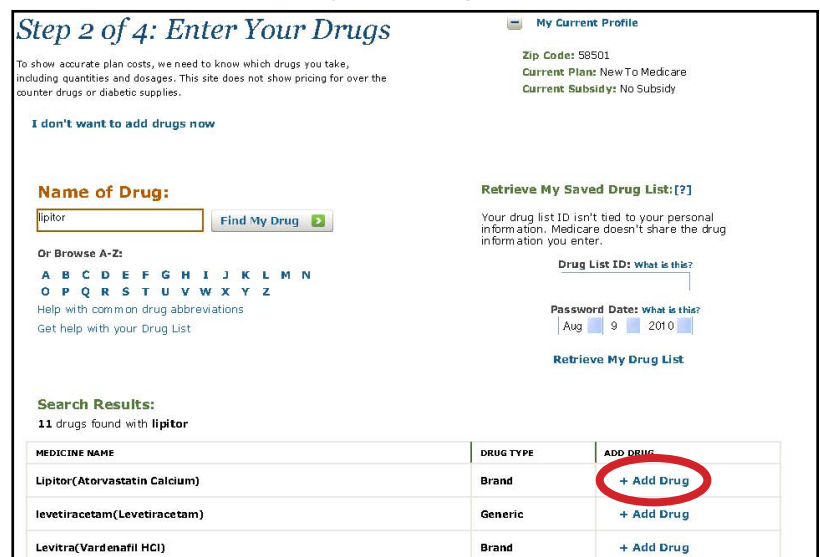 Step 2 of 4: Enter Your Drugs
To show accurate plan costs, we need to know which drugs you take,
including quantities and dosages. This site does not show pricing for over the
counter drugs or diabetic supplies.
I don't want to add drugs now
My Current Profile
Zip Code: 58501
Current Plan: New To Medicare
Current Subsidy: No Subsidy
Name of Drug:
lipitor
Find My Drug
Or Browse A-Z:
A B C D E F G H I J K L M N
O P Q R S T U V W X Y Z
Help with common drug abbreviations
Get help with your Drug List
Retrieve My Saved Drug List:[?]
Your drug list ID isn't tied to your personal
information. Medicare doesn't share the drug
information you enter.
Drug List ID: What is this?
Password Date: What is this?
Aug 9 2010
Retrieve My Drug List
Search Results:
11 drugs found with lipitor
MEDICINE NAME DRUG TYPE ADD DRUG
Lipitor(Atorvastatin Calcium) Brand + Add Drug
levetiracetam(Levetiracetam) Generic + Add Drug
Levitra(Vardenafil HCl) Brand + Add Drug